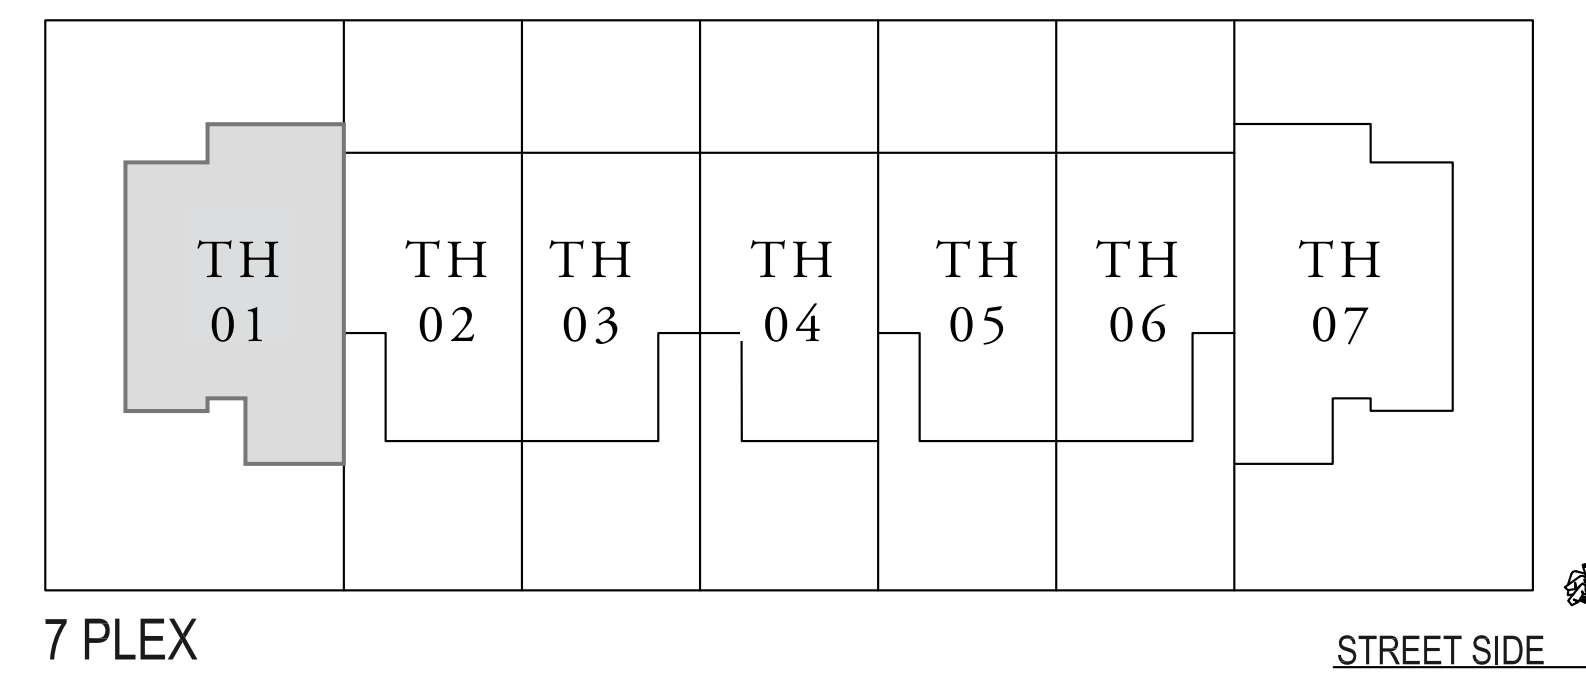 TH TH TH TH TH TH TH
01 02 03 04 05 06 07
7 PLEX
STREET SIDE